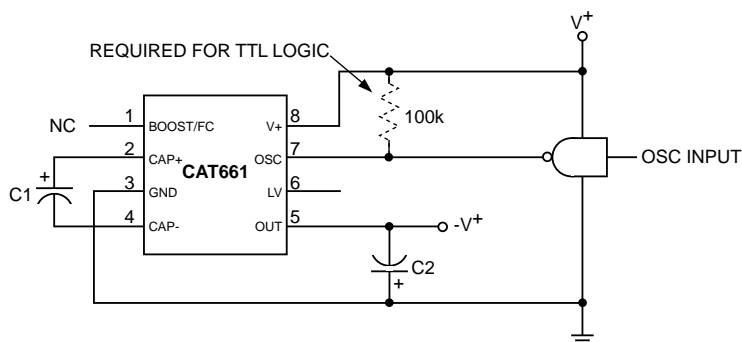 V+
REQUIRED FOR TTL LOGIC
NC
1
BOOST/FC
V+
8
100k
2
CAP+
OSC
7
OSC INPUT
CAT661
C1
+
3
GND
LV
6
4
CAP-
OUT
5
-V+
C2
+